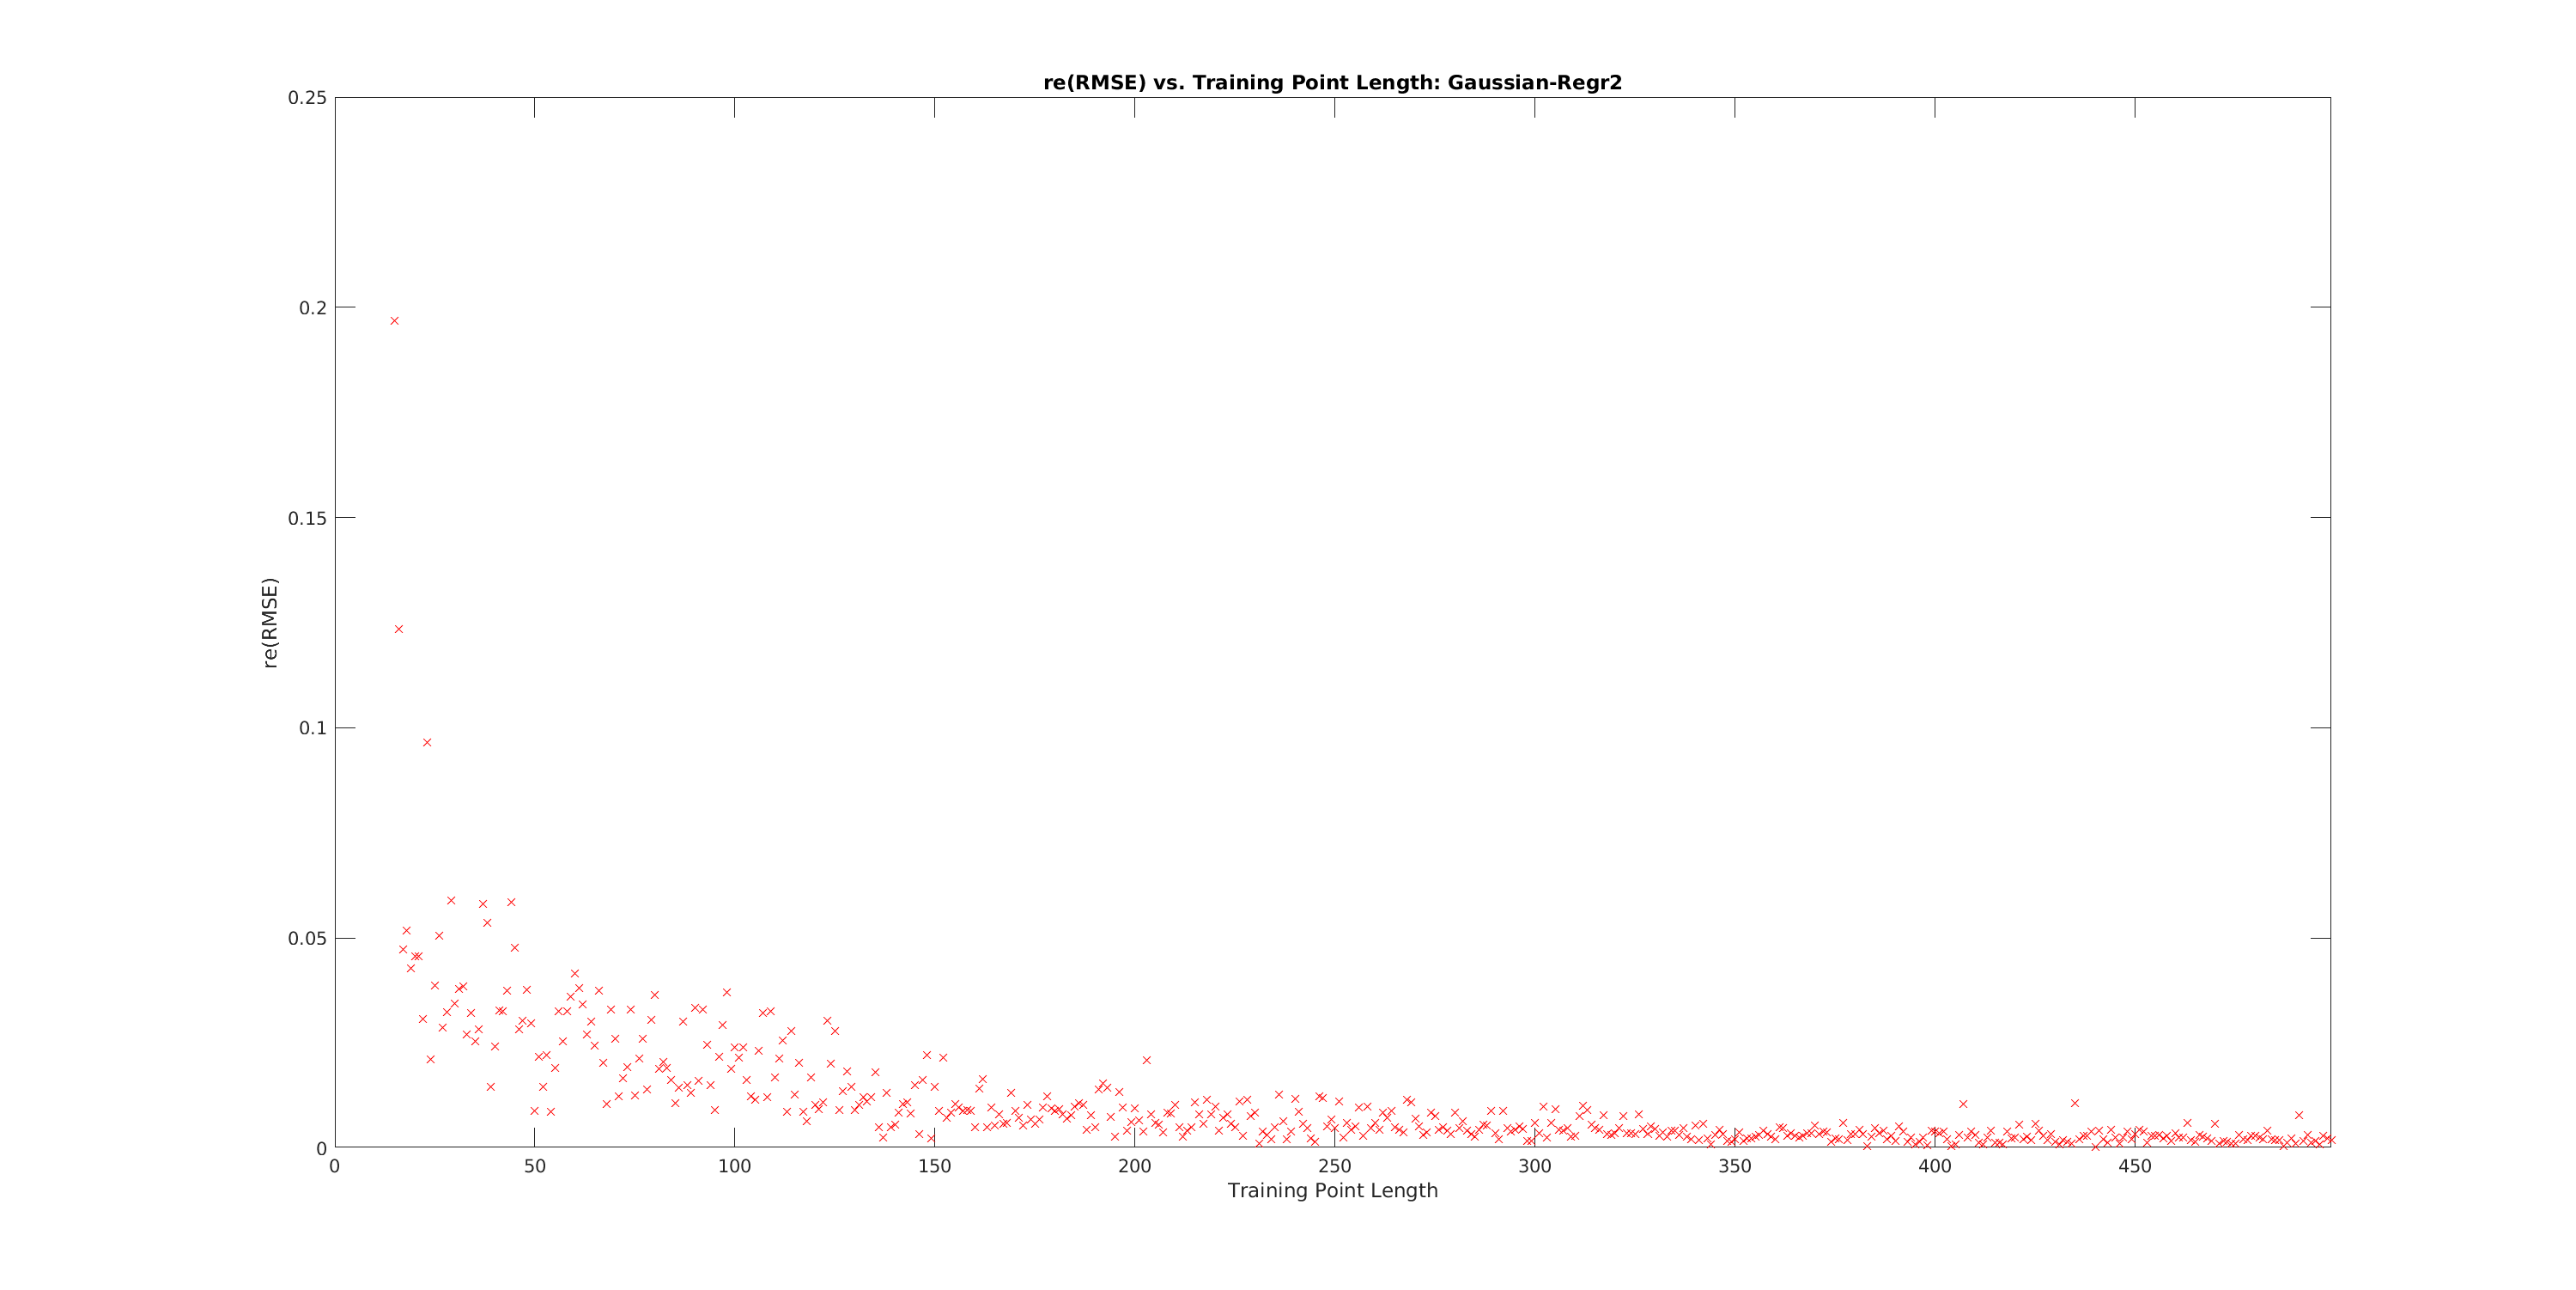 re(RMSE) vs. Training Point Length: Gaussian-Regr2
0.25
0.2
0.15
0.1
0.05
0
re(RMSE)
0 50 100 150 200 250 300 350 400 450
Training Point Length